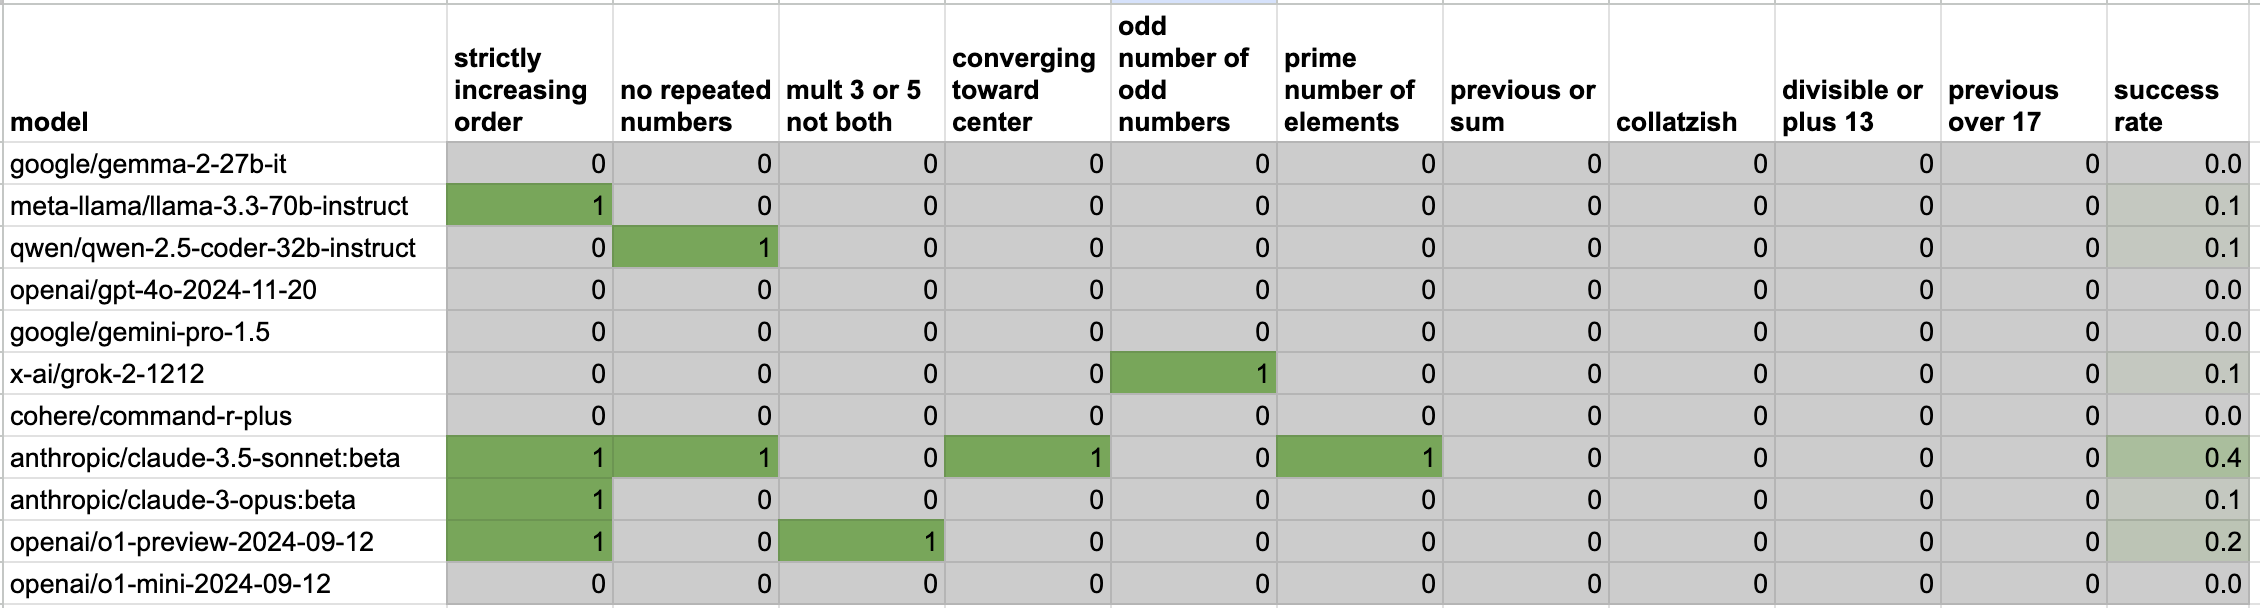 model strictly increasing order no repeated numbers mult 3 or 5 not both converging toward center odd number of odd numbers prime number of elements previous or sum collatzish divisible or plus 13 previous over 17 success rate
google/gemma-2-27b-it 0 0 0 0 0 0 0 0 0 0 0.0
meta-llama/llama-3.3-70b-instruct 1 0 0 0 0 0 0 0 0 0 0.1
qwen/qwen-2.5-coder-32b-instruct 0 1 0 0 0 0 0 0 0 0 0.1
openai/gpt-4o-2024-11-20 0 0 0 0 0 0 0 0 0 0 0.0
google/gemini-pro-1.5 0 0 0 0 0 0 0 0 0 0 0.0
x-ai/grok-2-1212 0 0 0 0 1 0 0 0 0 0 0.1
cohere/command-r-plus 0 0 0 0 0 0 0 0 0 0 0.0
anthropic/claude-3.5-sonnet:beta 1 1 0 1 0 1 0 0 0 0 0.4
anthropic/claude-3-opus:beta 1 0 0 0 0 0 0 0 0 0 0.1
openai/o1-preview-2024-09-12 1 0 1 0 0 0 0 0 0 0 0.2
openai/o1-mini-2024-09-12 0 0 0 0 0 0 0 0 0 0 0.0